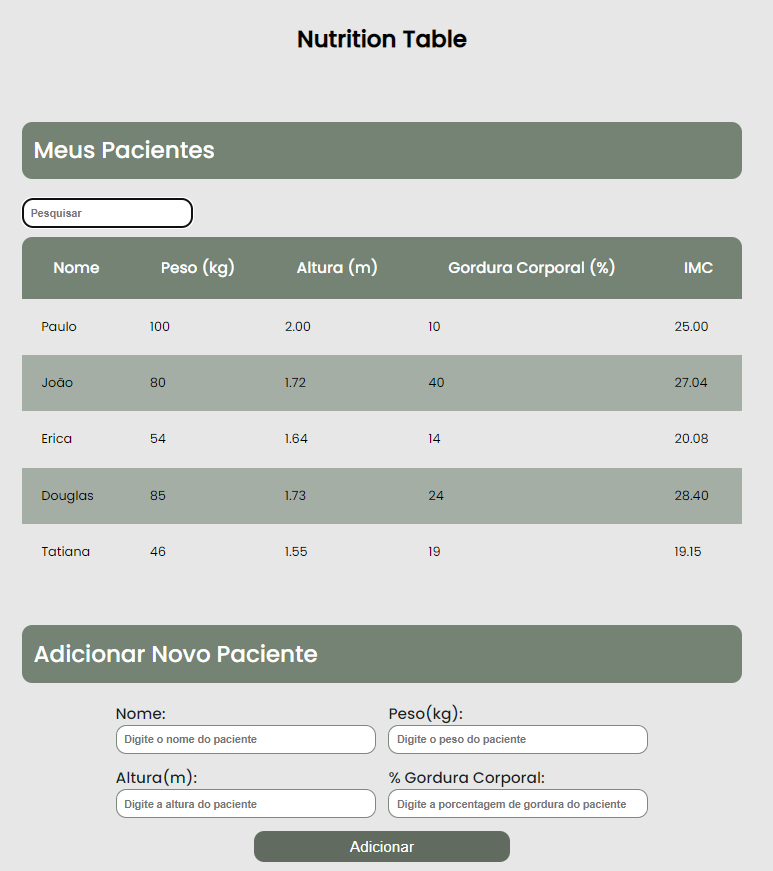 Nutrition Table
Meus Pacientes
Pesquisar
Nome Peso (kg) Altura (m) Gordura Corporal (%) IMC
Paulo 100 2.00 10 25.00
João 80 1.72 40 27.04
Erica 54 1.64 14 20.08
Douglas 85 1.73 24 28.40
Tatiana 46 1.55 19 19.15
Adicionar Novo Paciente
Nome: Peso(kg):
Digite o nome do paciente Digite o peso do paciente
Altura(m): % Gordura Corporal:
Digite a altura do paciente Digite a porcentagem de gordura do paciente
Adicionar